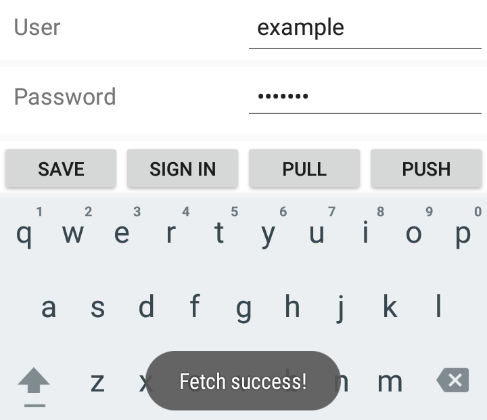 User example
Password •••••••
SAVE SIGN IN PULL PUSH
1 2 3 4 5 6 7 8 9 0
q w e r t y u i o p
a s d f g h j k l
z x n m
Fetch success!